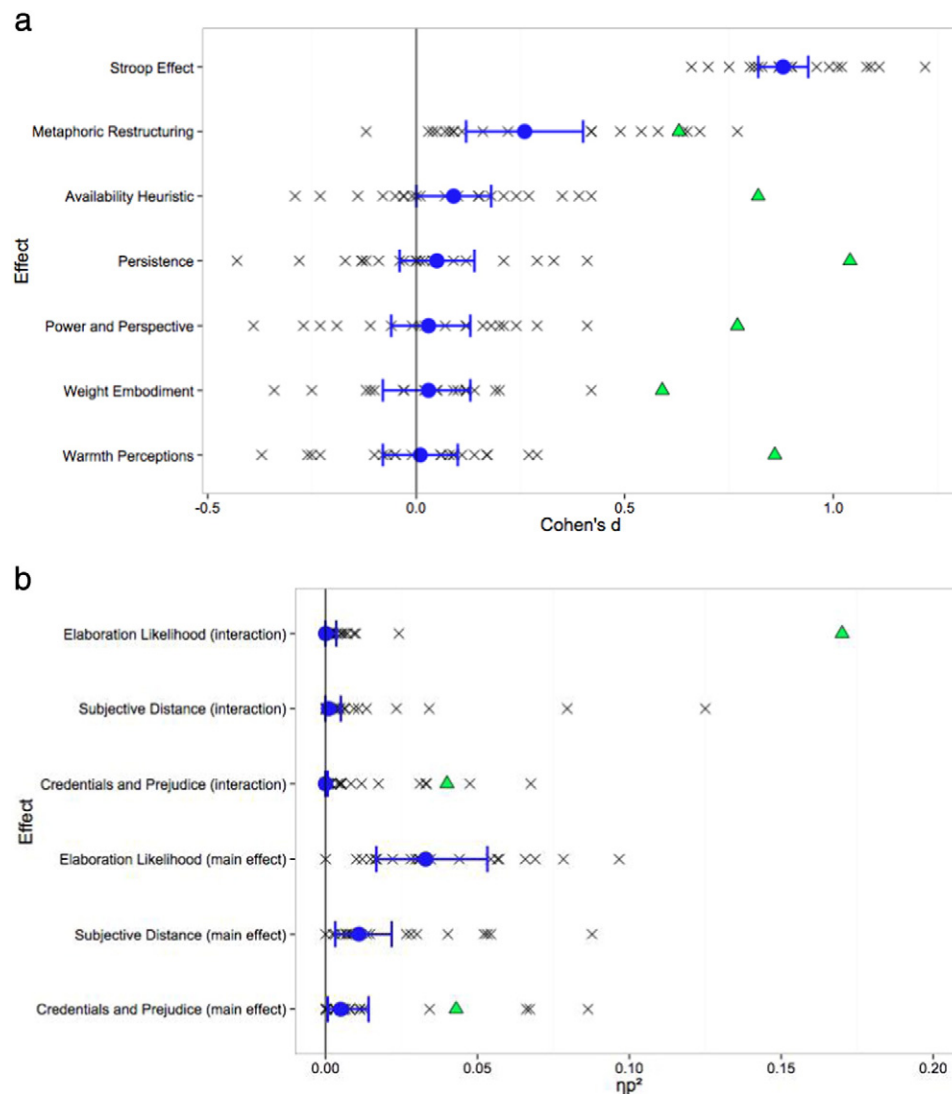 a
Stroop Effect
Metaphoric Restructuring
Availability Heuristic
Persistence
Power and Perspective
Weight Embodiment
Warmth Perceptions
Effect
-0.5 0.0 0.5 1.0
Cohen's d
b
Elaboration Likelihood (interaction)
Subjective Distance (interaction)
Credentials and Prejudice (interaction)
Elaboration Likelihood (main effect)
Subjective Distance (main effect)
Credentials and Prejudice (main effect)
Effect
0.00 0.05 0.10 0.15 0.20
ηp²